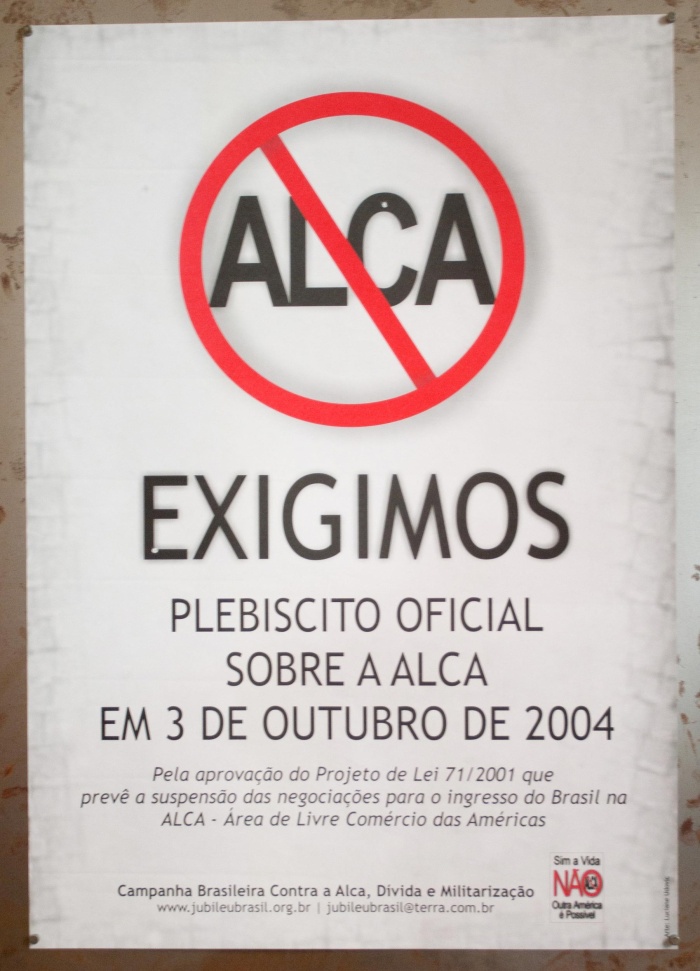 ALCA
EXIGIMOS
PLEBISCITO OFICIAL
SOBRE A ALCA
EM 3 DE OUTUBRO DE 2004
Pela aprovação do Projeto de Lei 71/2001 que
prevê a suspensão das negociações para o ingresso do Brasil na
ALCA - Área de Livre Comércio das Américas
Campanha Brasileira Contra a Alca, Dívida e Militarização
www.jubileubrasil.org.br | jubileubrasil@terra.com.br
Sim a Vida
NÃO
ALCA
Outra América
é Possível